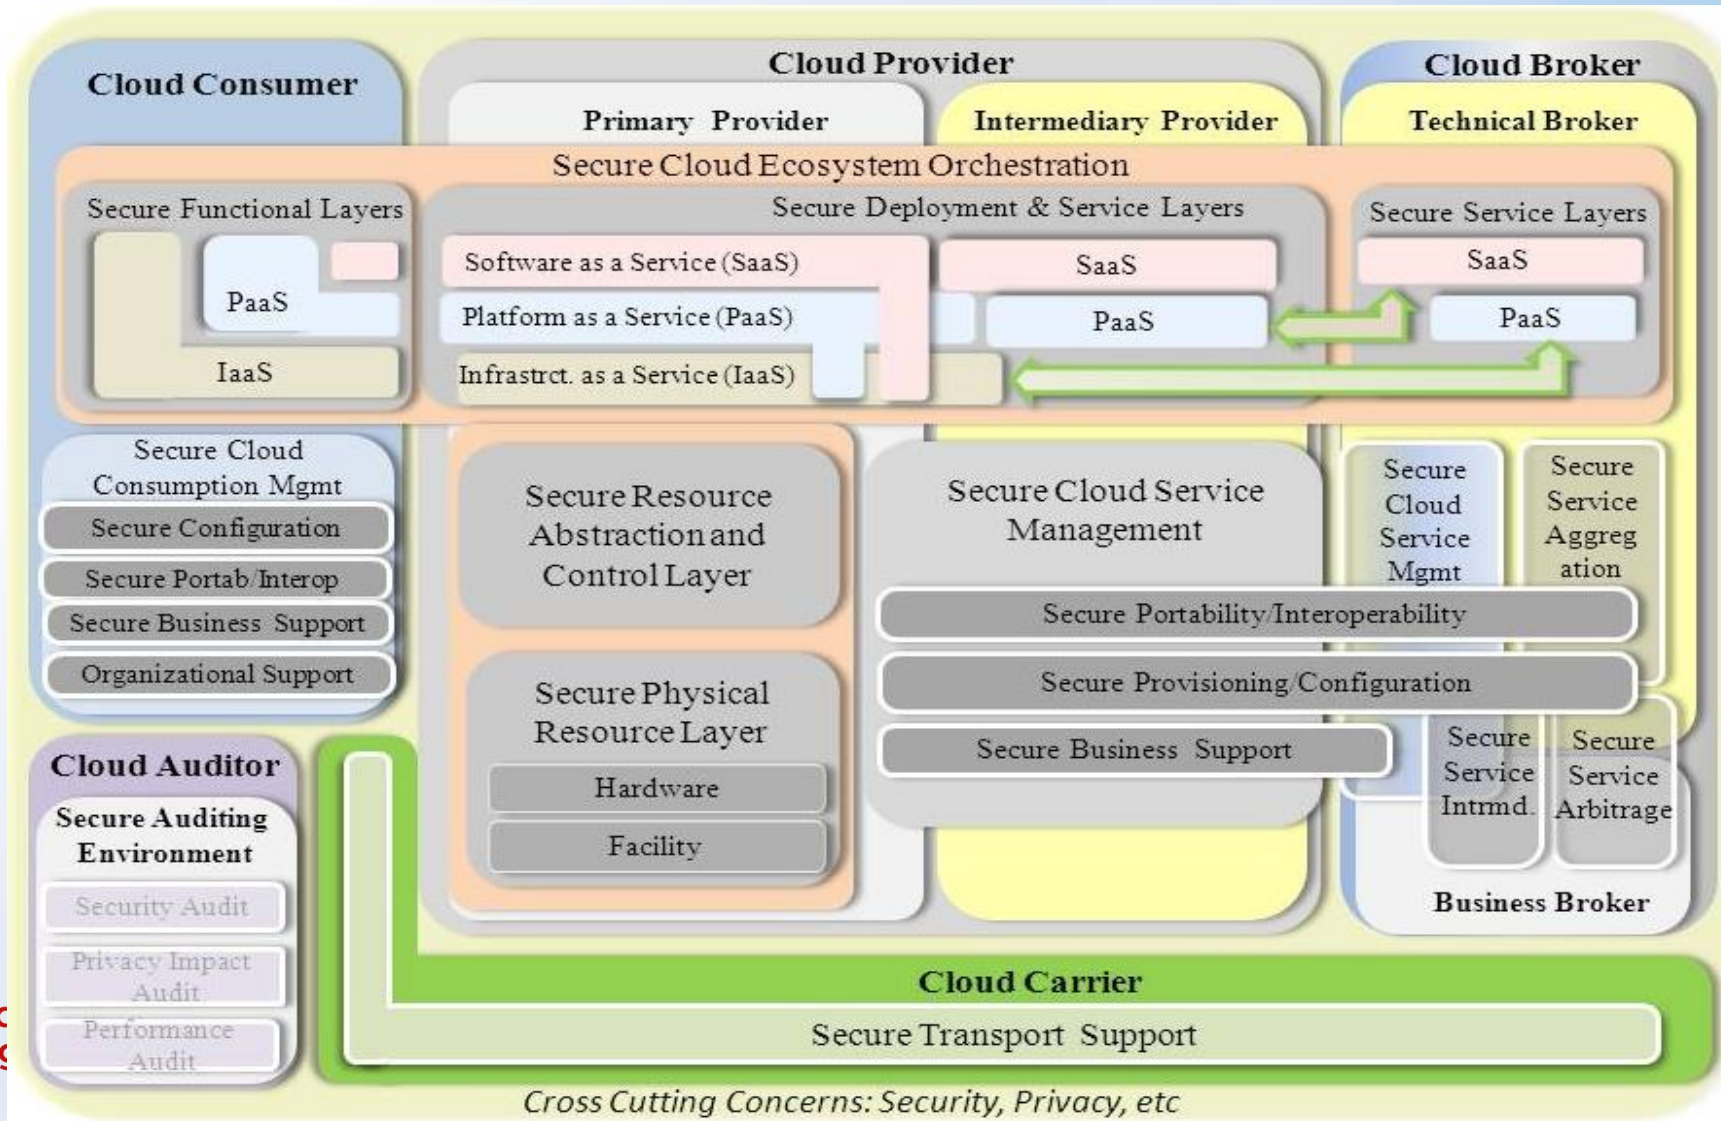 Cloud Consumer
Secure Cloud Ecosystem Orchestration
Secure Functional Layers
PaaS
IaaS
Secure Cloud
Consumption Mgmt
Secure Configuration
Secure Portab/Interop
Secure Business Support
Organizational Support
Cloud Provider
Primary Provider
Intermediary Provider
Secure Deployment & Service Layers
Software as a Service (SaaS)
SaaS
Platform as a Service (PaaS)
PaaS
Infrastrct. as a Service (IaaS)
Secure Resource
Abstraction and
Control Layer
Secure Physical
Resource Layer
Hardware
Facility
Secure Cloud Service
Management
Secure Portability/Interoperability
Secure Provisioning/Configuration
Secure Business Support
Cloud Broker
Technical Broker
Secure Service Layers
SaaS
PaaS
Secure
Cloud
Service
Mgmt
Secure
Service
Aggreg
ation
Secure
Service
Intrmd.
Secure
Service
Arbitrage
Business Broker
Cloud Auditor
Secure Auditing
Environment
Security Audit
Privacy Impact
Audit
Performance
Audit
Cloud Carrier
Secure Transport Support
Cross Cutting Concerns: Security, Privacy, etc